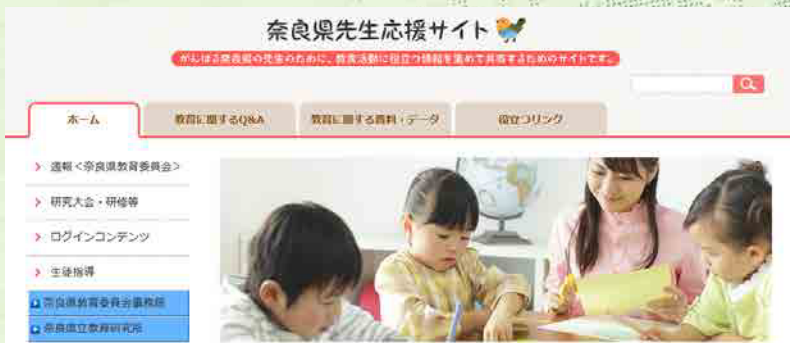 奈良県先生応援サイト
がんばる奈良県の先生のために、教育活動に役立つ情報を集めて共有するためのサイトです。
ホーム
教育に関するQ&A
教育に関する資料・データ
役立つリンク
週報＜奈良県教育委員会＞
研究大会・研修等
ログインコンテンツ
生徒指導
奈良県教育委員会事務局
奈良県立教育研究所